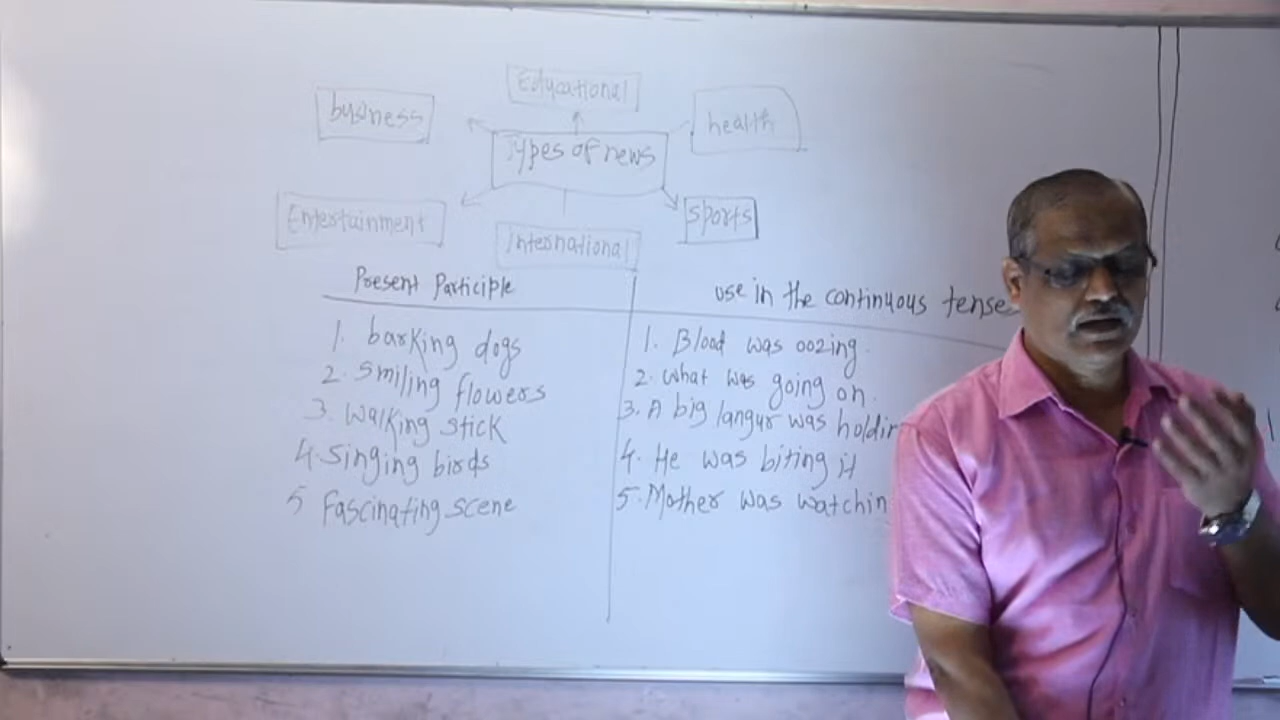 Educational
business
health
Types of news
Entertainment
sports
International
Present Participle
use in the continuous tense
1. barking dogs
2. Smiling flowers
3. Walking stick
4. Singing birds
5 Fascinating scene
1. Blood was oozing.
2. what was going on.
3. A big langur was holdin
4. He was biting it
5. Mother was watchin